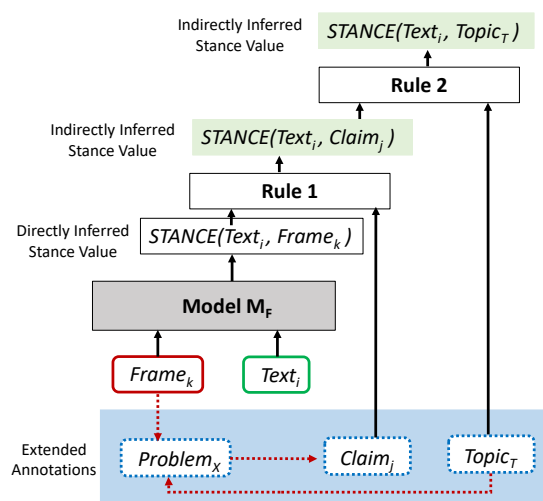 Indirectly Inferred
Stance Value
STANCE(Text_i, Topic_T)
Rule 2
Indirectly Inferred
Stance Value
STANCE(Text_i, Claim_j)
Rule 1
Directly Inferred
Stance Value
STANCE(Text_i, Frame_k)
Model M_F
Frame_k
Text_i
Extended
Annotations
Problem_X
Claim_j
Topic_T